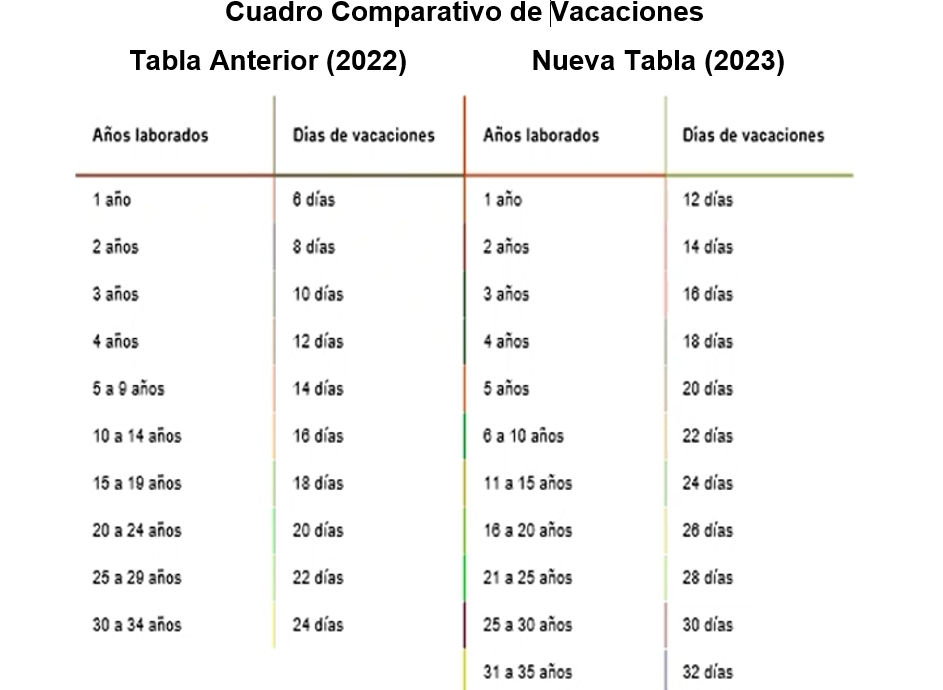 Cuadro Comparativo de Vacaciones
Tabla Anterior (2022) Nueva Tabla (2023)
Años laborados Días de vacaciones Años laborados Días de vacaciones
1 año 6 días 1 año 12 días
2 años 8 días 2 años 14 días
3 años 10 días 3 años 16 días
4 años 12 días 4 años 18 días
5 a 9 años 14 días 5 años 20 días
10 a 14 años 16 días 6 a 10 años 22 días
15 a 19 años 18 días 11 a 15 años 24 días
20 a 24 años 20 días 16 a 20 años 26 días
25 a 29 años 22 días 21 a 25 años 28 días
30 a 34 años 24 días 25 a 30 años 30 días
31 a 35 años 32 días